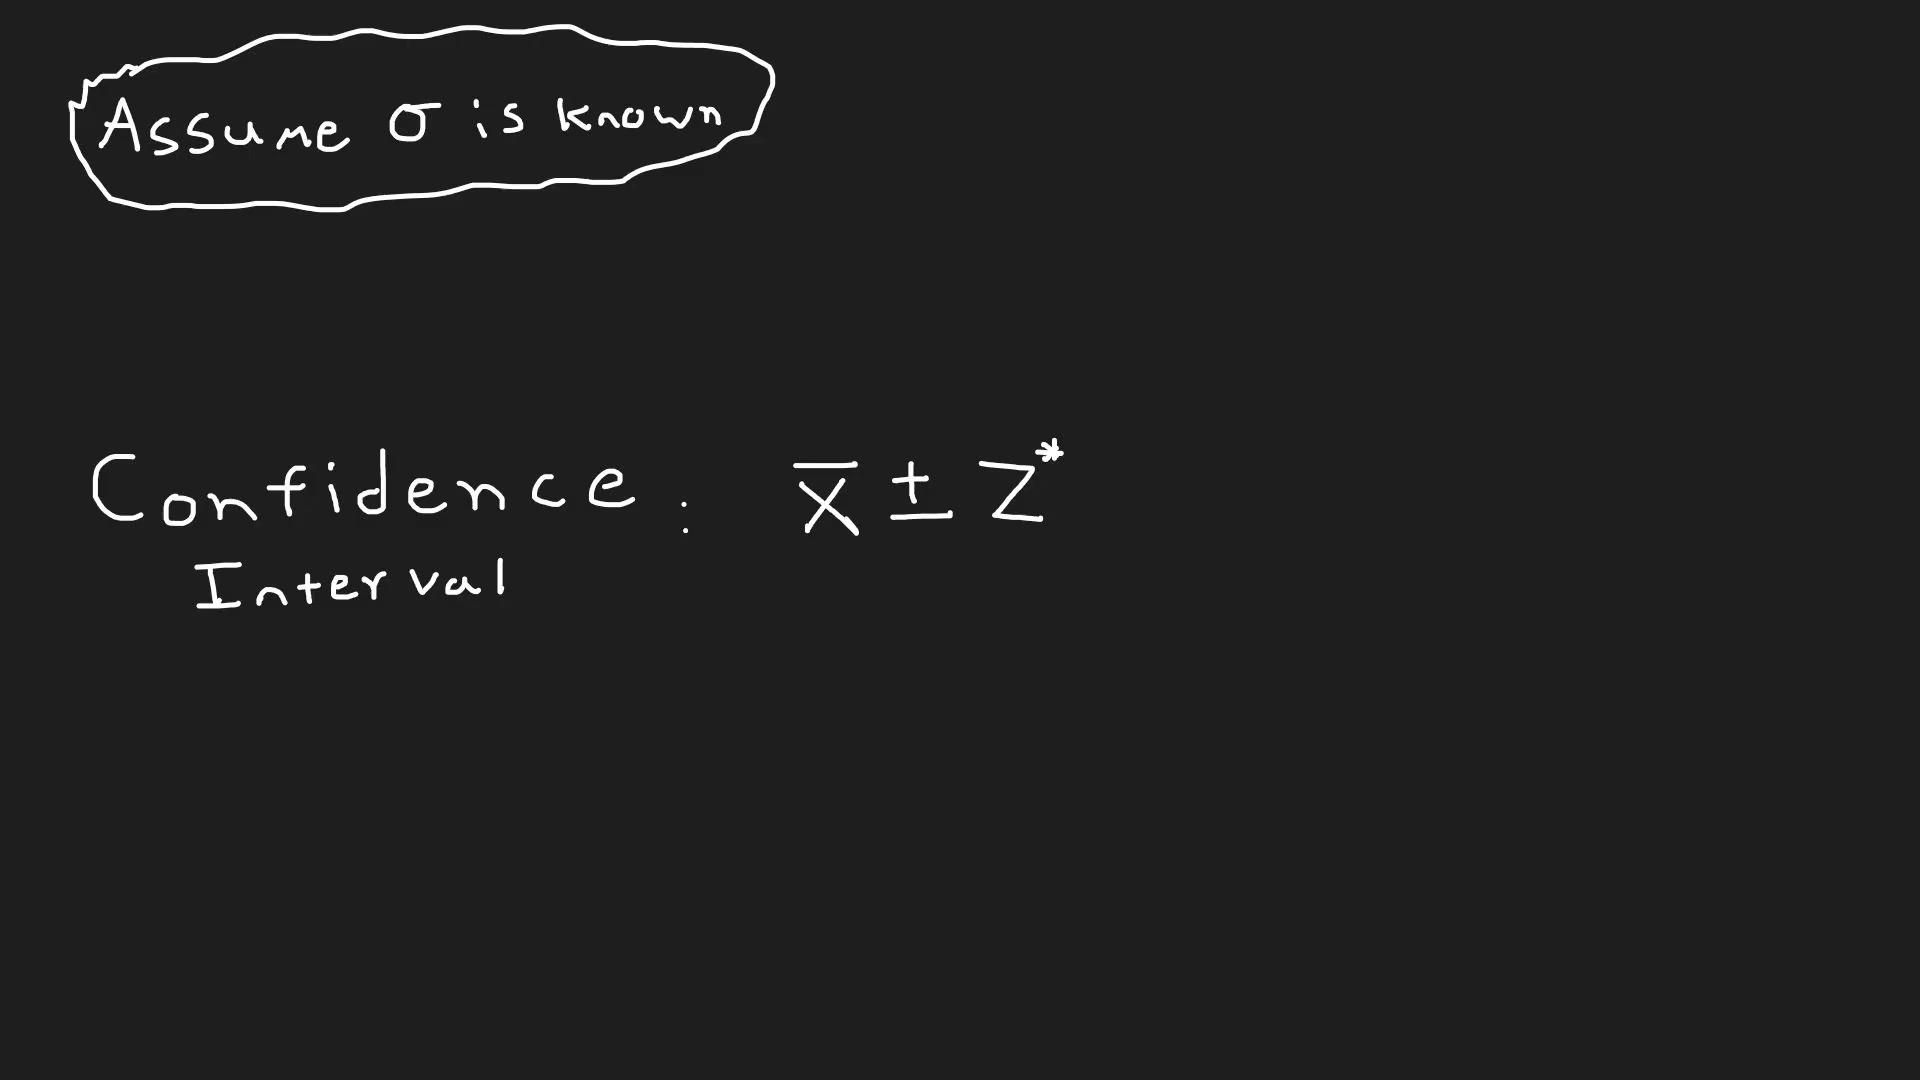 Assume σ is known
Confidence : x̄ ± z*
Interval